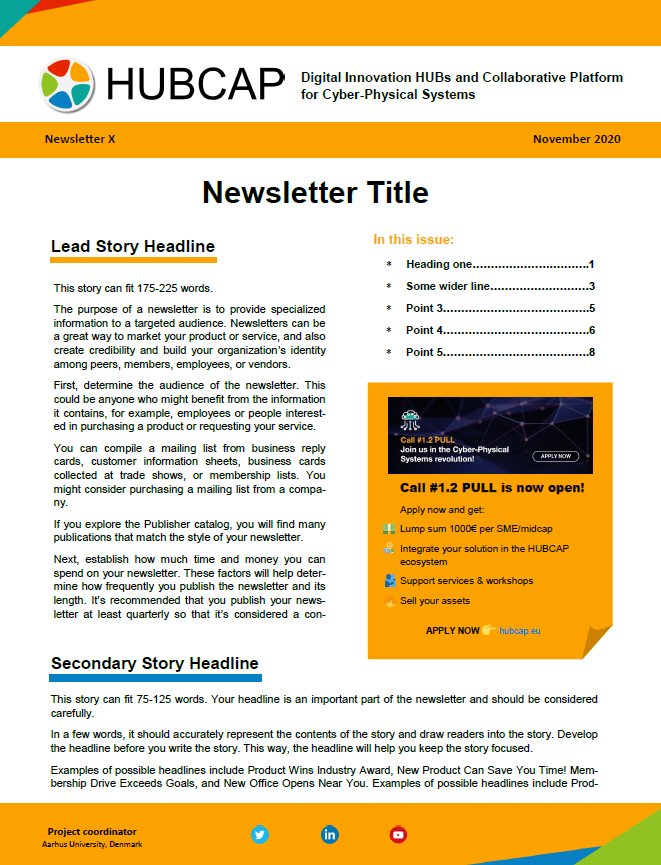 HUBCAP
Digital Innovation HUBs and Collaborative Platform
for Cyber-Physical Systems
Newsletter X
November 2020
Newsletter Title
Lead Story Headline
This story can fit 175-225 words.
The purpose of a newsletter is to provide specialized
information to a targeted audience. Newsletters can be
a great way to market your product or service, and also
create credibility and build your organization’s identity
among peers, members, employees, or vendors.
First, determine the audience of the newsletter. This
could be anyone who might benefit from the information
it contains, for example, employees or people interest-
ed in purchasing a product or requesting your service.
You can compile a mailing list from business reply
cards, customer information sheets, business cards
collected at trade shows, or membership lists. You
might consider purchasing a mailing list from a compa-
ny.
If you explore the Publisher catalog, you will find many
publications that match the style of your newsletter.
Next, establish how much time and money you can
spend on your newsletter. These factors will help deter-
mine how frequently you publish the newsletter and its
length. It’s recommended that you publish your news-
letter at least quarterly so that it’s considered a con-
In this issue:
* Heading one…………………………..1
* Some wider line………………………3
* Point 3…………………………………5
* Point 4…………………………………6
* Point 5…………………………………8
Call #1.2 PULL
Join us in the Cyber-Physical
Systems revolution!
APPLY NOW
Call #1.2 PULL is now open!
Apply now and get:
Lump sum 1000€ per SME/midcap
Integrate your solution in the HUBCAP
ecosystem
Support services & workshops
Sell your assets
APPLY NOW 👉 hubcap.eu
Secondary Story Headline
This story can fit 75-125 words. Your headline is an important part of the newsletter and should be considered
carefully.
In a few words, it should accurately represent the contents of the story and draw readers into the story. Develop
the headline before you write the story. This way, the headline will help you keep the story focused.
Examples of possible headlines include Product Wins Industry Award, New Product Can Save You Time! Mem-
bership Drive Exceeds Goals, and New Office Opens Near You. Examples of possible headlines include Prod-
Project coordinator
Aarhus University, Denmark
in